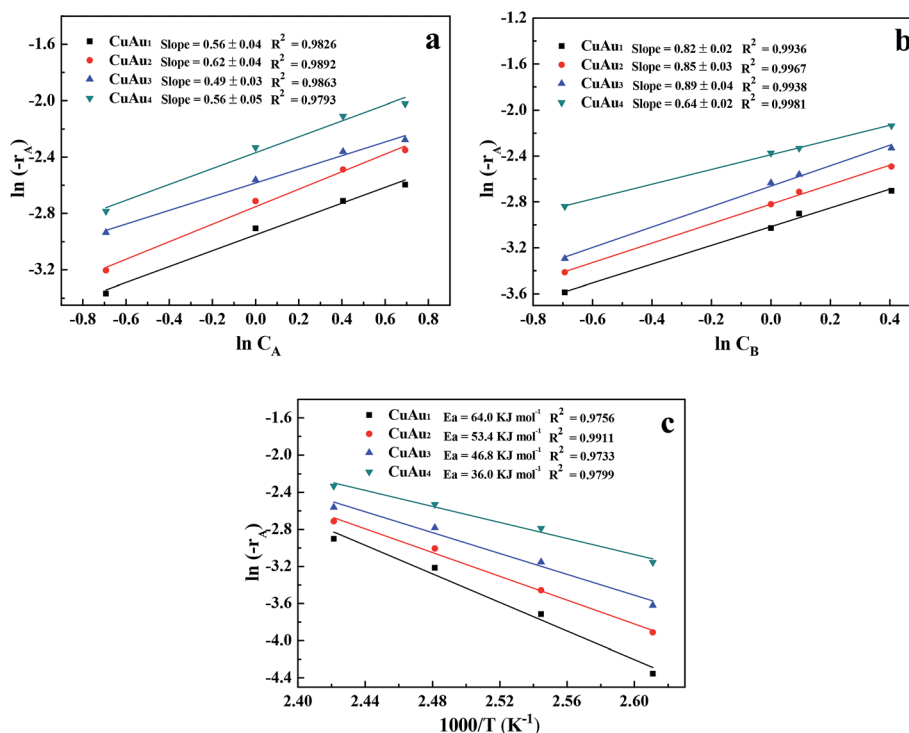 a
CuAu1 Slope = 0.56 ± 0.04 R² = 0.9826
CuAu2 Slope = 0.62 ± 0.04 R² = 0.9892
CuAu3 Slope = 0.49 ± 0.03 R² = 0.9863
CuAu4 Slope = 0.56 ± 0.05 R² = 0.9793
-1.6
-2.0
-2.4
-2.8
-3.2
ln (-rA)
-0.8 -0.6 -0.4 -0.2 0.0 0.2 0.4 0.6 0.8
ln CA
b
CuAu1 Slope = 0.82 ± 0.02 R² = 0.9936
CuAu2 Slope = 0.85 ± 0.03 R² = 0.9967
CuAu3 Slope = 0.89 ± 0.04 R² = 0.9938
CuAu4 Slope = 0.64 ± 0.02 R² = 0.9981
-1.2
-1.6
-2.0
-2.4
-2.8
-3.2
-3.6
ln (-rA)
-0.8 -0.6 -0.4 -0.2 0.0 0.2 0.4
ln CB
c
CuAu1 Ea = 64.0 KJ mol⁻¹ R² = 0.9756
CuAu2 Ea = 53.4 KJ mol⁻¹ R² = 0.9911
CuAu3 Ea = 46.8 KJ mol⁻¹ R² = 0.9733
CuAu4 Ea = 36.0 KJ mol⁻¹ R² = 0.9799
-1.6
-2.0
-2.4
-2.8
-3.2
-3.6
-4.0
-4.4
ln (-rA)
2.40 2.44 2.48 2.52 2.56 2.60
1000/T (K⁻¹)